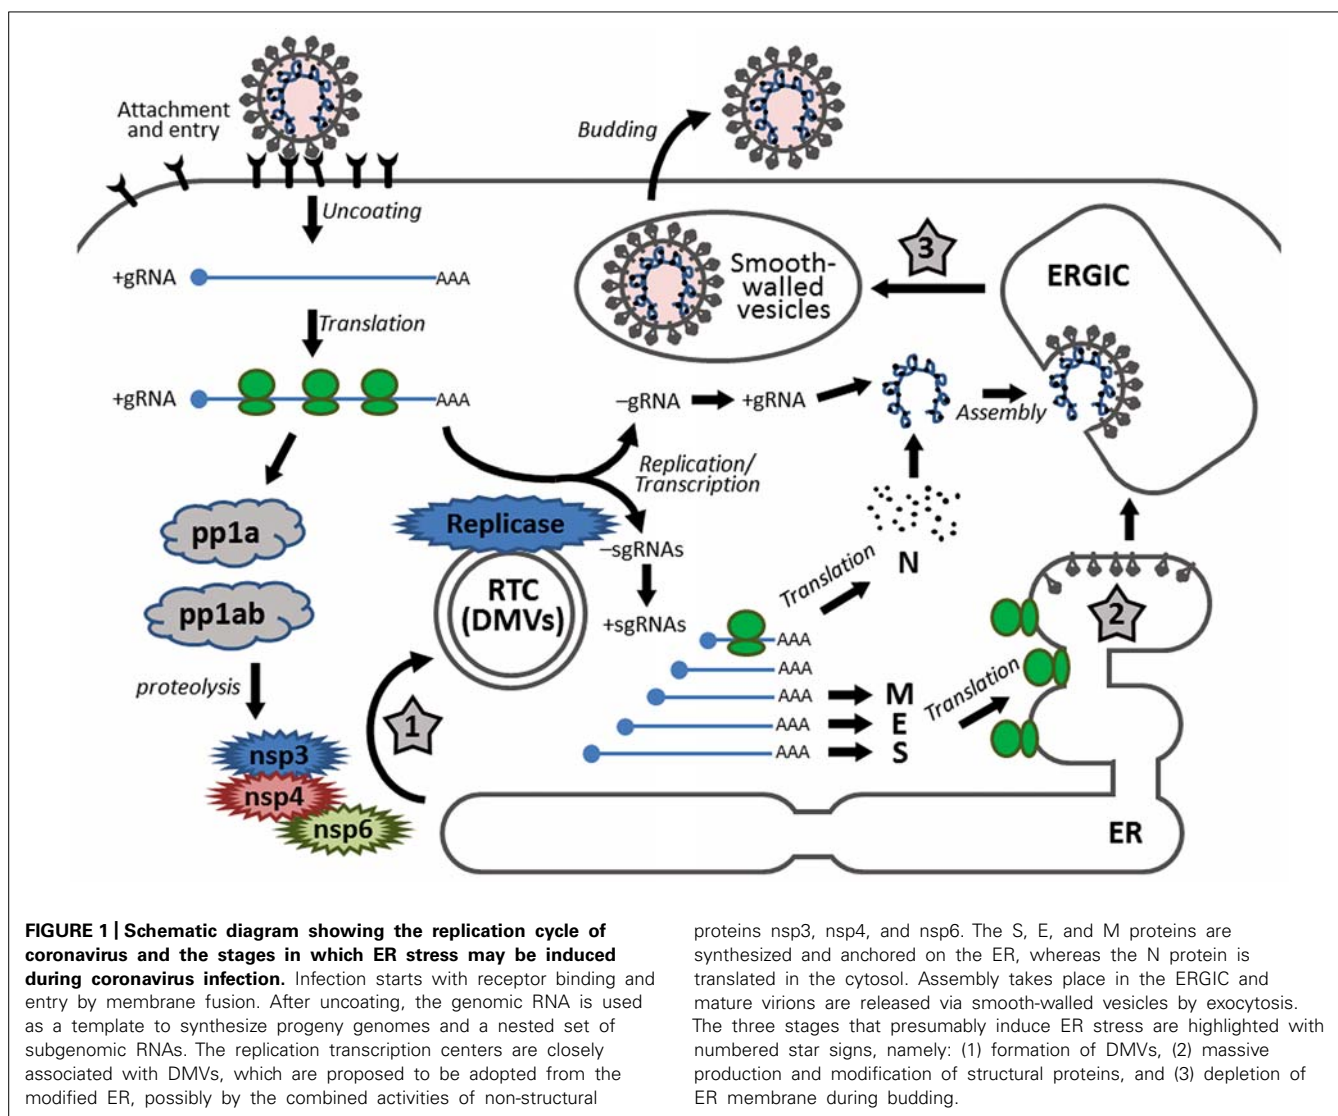 Attachment
and entry
Uncoating
+gRNA AAA
Translation
+gRNA AAA
pp1a
pp1ab
proteolysis
nsp3
nsp4
nsp6
1
Replicase
RTC
(DMVs)
Replication/
Transcription
–gRNA +gRNA
–sgRNAs
+sgRNAs
AAA
AAA
AAA M
AAA E
AAA S
Translation
N
Translation
Assembly
ER
2
ERGIC
3
Smooth-
walled
vesicles
Budding
FIGURE 1 | Schematic diagram showing the replication cycle of
coronavirus and the stages in which ER stress may be induced
during coronavirus infection. Infection starts with receptor binding and
entry by membrane fusion. After uncoating, the genomic RNA is used
as a template to synthesize progeny genomes and a nested set of
subgenomic RNAs. The replication transcription centers are closely
associated with DMVs, which are proposed to be adopted from the
modified ER, possibly by the combined activities of non-structural
proteins nsp3, nsp4, and nsp6. The S, E, and M proteins are
synthesized and anchored on the ER, whereas the N protein is
translated in the cytosol. Assembly takes place in the ERGIC and
mature virions are released via smooth-walled vesicles by exocytosis.
The three stages that presumably induce ER stress are highlighted with
numbered star signs, namely: (1) formation of DMVs, (2) massive
production and modification of structural proteins, and (3) depletion of
ER membrane during budding.